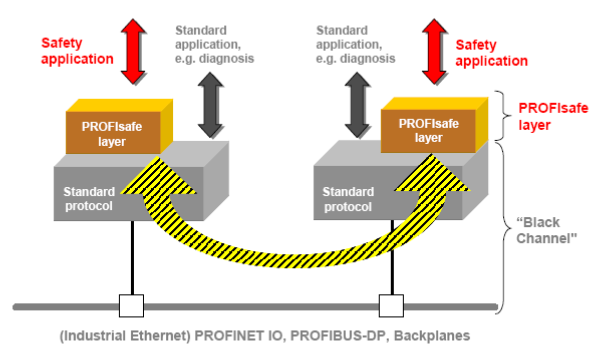 Safety
application
Standard
application,
e.g. diagnosis
Standard
application,
e.g. diagnosis
Safety
application
PROFIsafe
layer
PROFIsafe
layer
PROFIsafe
layer
Standard
protocol
Standard
protocol
“Black
Channel”
(Industrial Ethernet) PROFINET IO, PROFIBUS-DP, Backplanes